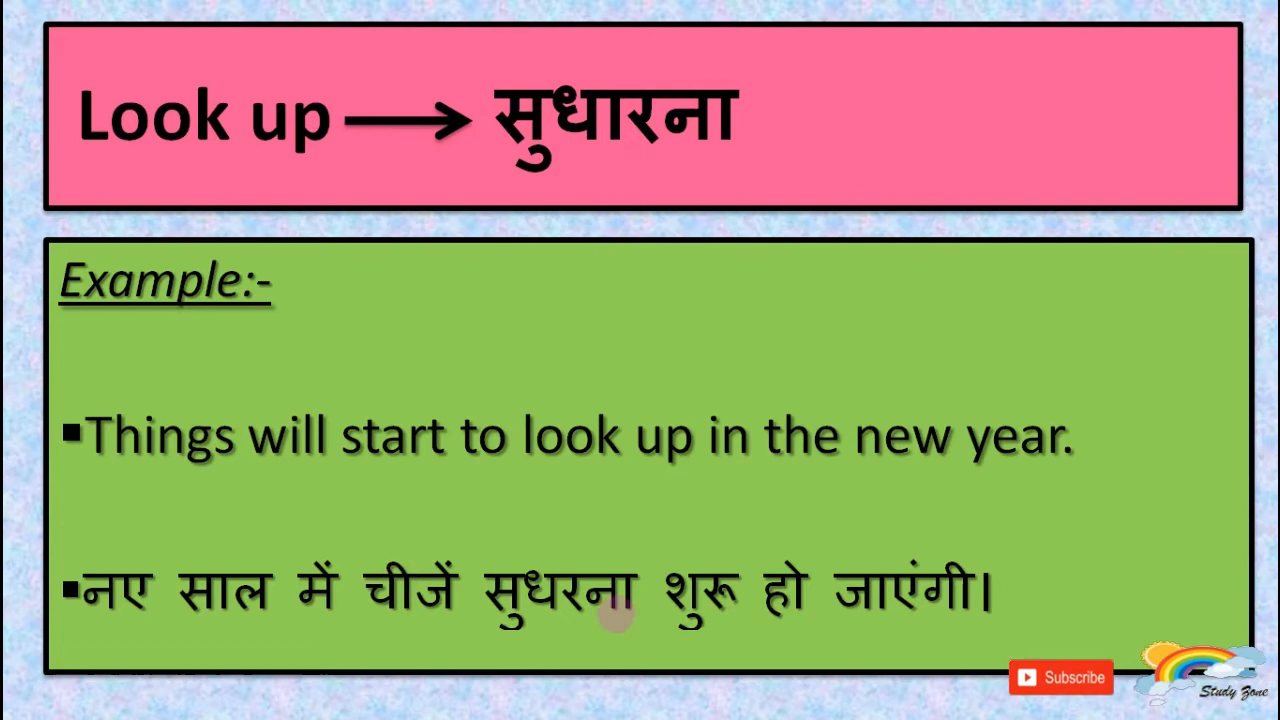 Look up → सुधारना
Example:-
▪Things will start to look up in the new year.
▪नए साल में चीजें सुधरना शुरू हो जाएंगी।
Subscribe
Study Zone